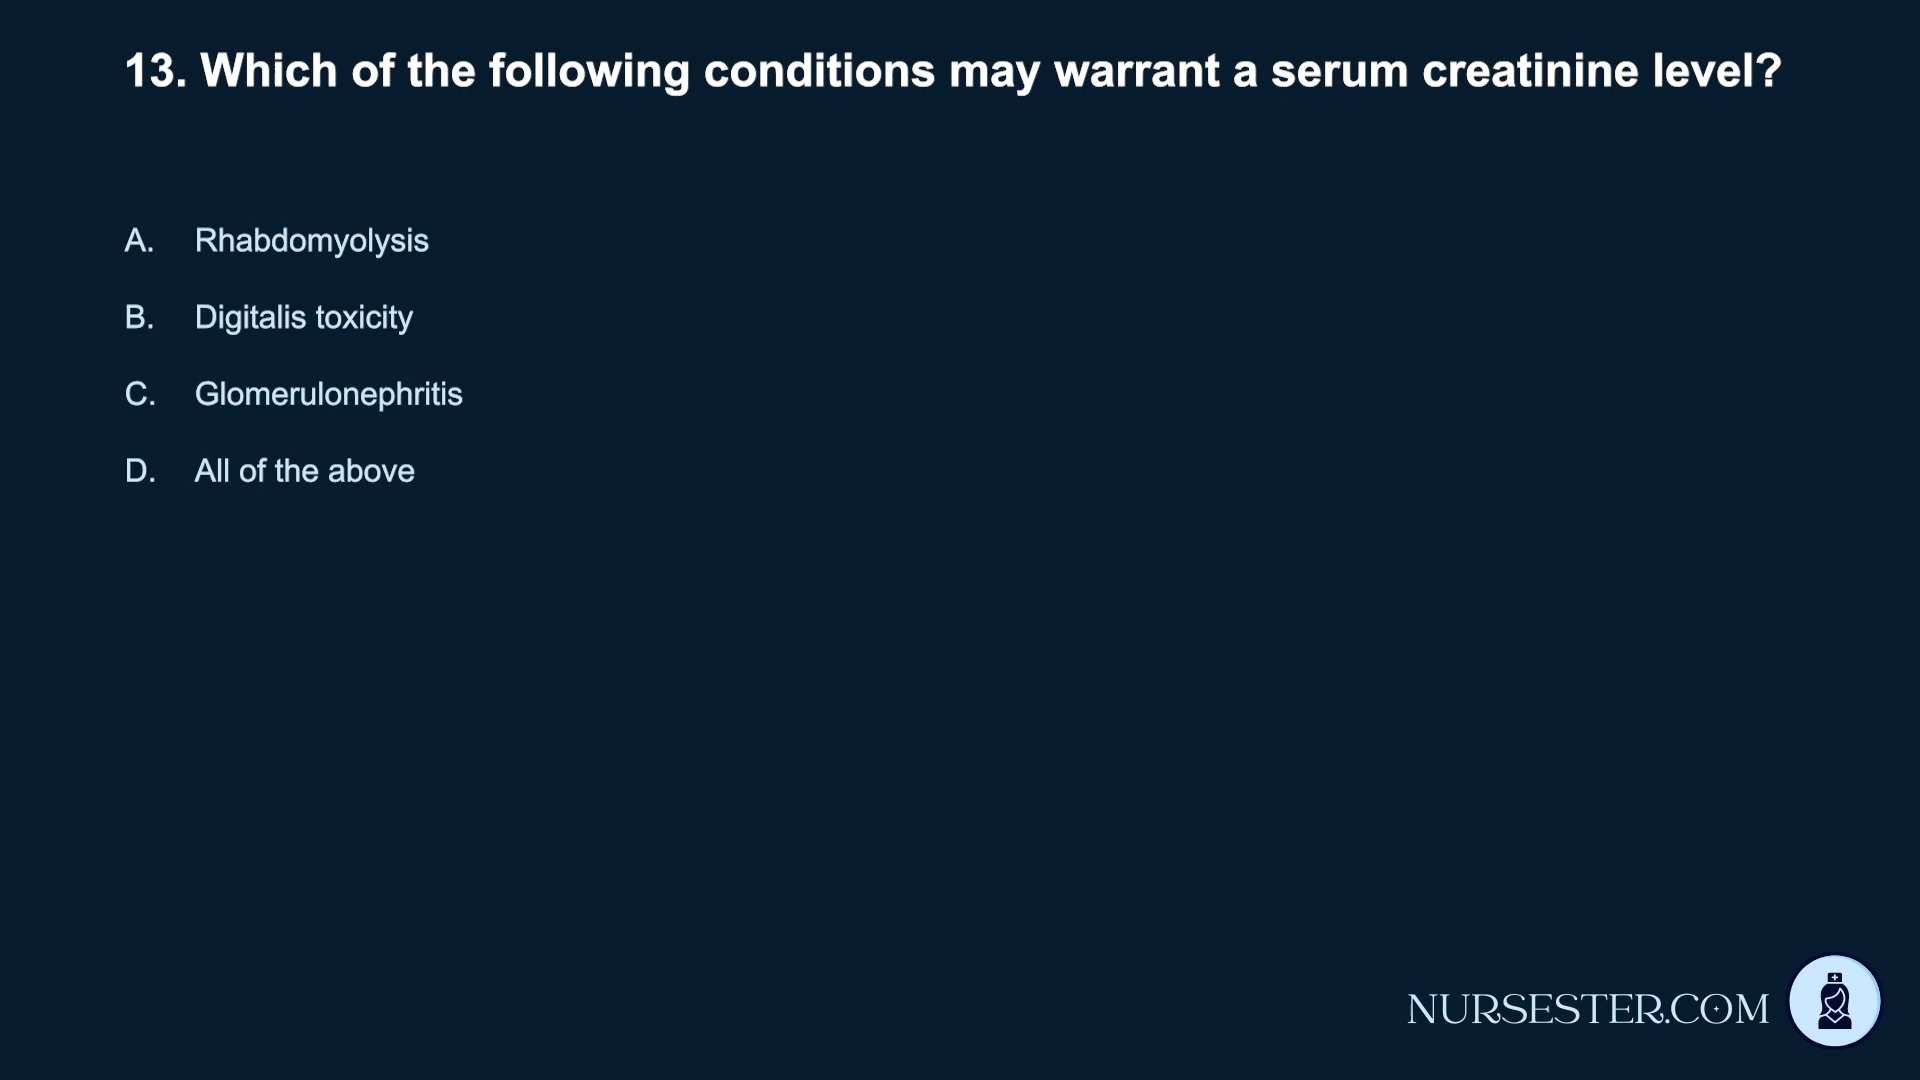 13. Which of the following conditions may warrant a serum creatinine level?
A. Rhabdomyolysis
B. Digitalis toxicity
C. Glomerulonephritis
D. All of the above
NURSESTER.COM